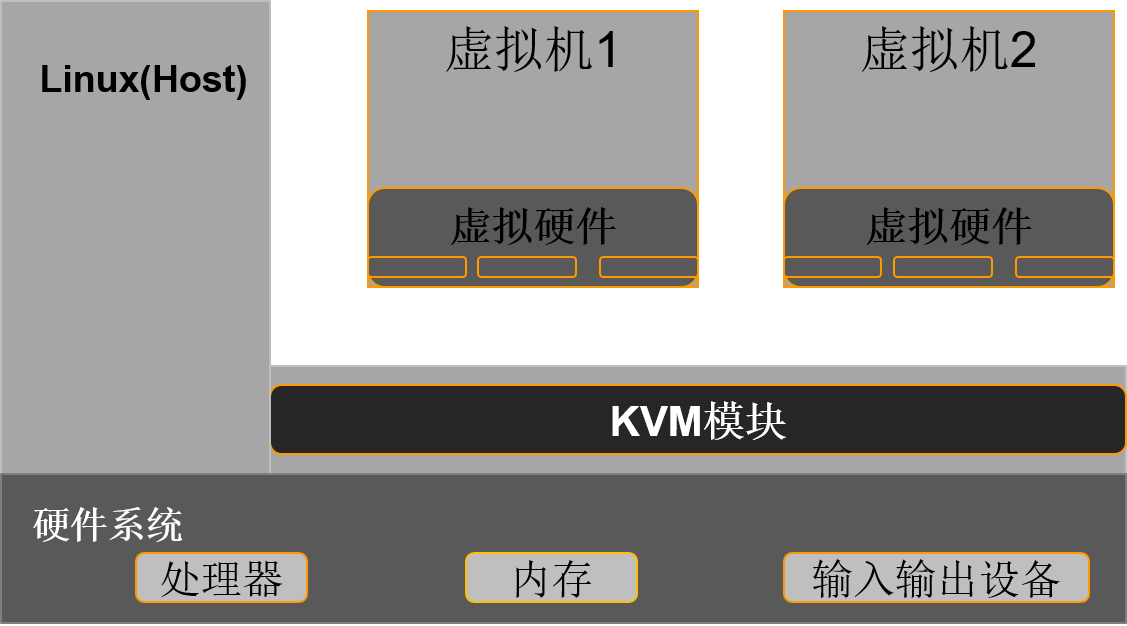 Linux(Host)
虚拟机1
虚拟机2
虚拟硬件
虚拟硬件
KVM模块
硬件系统
处理器
内存
输入输出设备